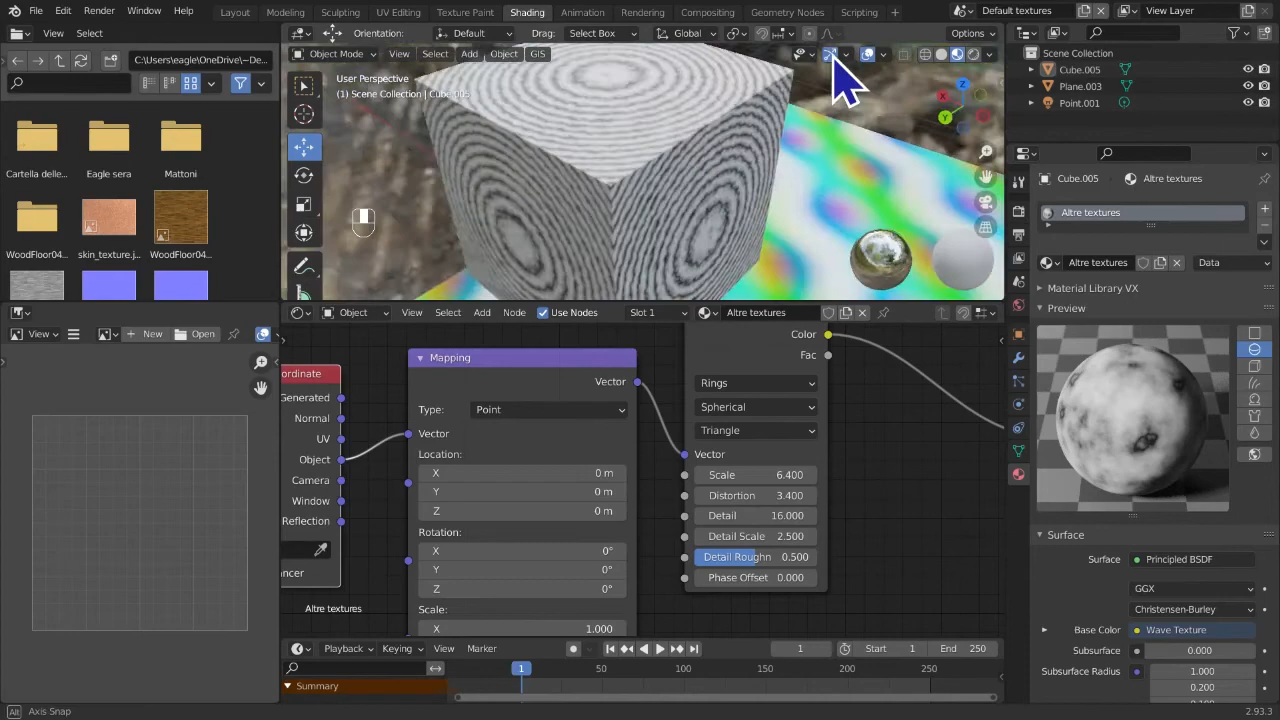 File Edit Render Window Help Layout Modeling Sculpting UV Editing Texture Paint Shading Animation Rendering Compositing Geometry Nodes Scripting + Default textures View Layer
View Select
Orientation: Default Drag: Select Box Global Options
C:\Users\eagle\OneDrive\~De...
Object Mode View Select Add Object GIS
User Perspective
(1) Scene Collection | Cube.005
Cartella delle...
Eagle sera
Mattoni
WoodFloor04...
skin_texture.j...
WoodFloor04...
Scene Collection
Cube.005
Plane.003
Point.001
Cube.005 Altre textures
Altre textures
Altre textures Data
Material Library VX
Preview
View New Open
Object View Select Add Node Use Nodes Slot 1 Altre textures
oordinate
Generated
Normal
UV
Object
Camera
Window
Reflection
ancer
Altre textures
Mapping
Vector
Type: Point
Vector
Location:
X 0 m
Y 0 m
Z 0 m
Rotation:
X 0°
Y 0°
Z 0°
Scale:
X 1.000
Color
Fac
Rings
Spherical
Triangle
Vector
Scale 6.400
Distortion 3.400
Detail 16.000
Detail Scale 2.500
Detail Roughn 0.500
Phase Offset 0.000
Surface
Surface: Principled BSDF
GGX
Christensen-Burley
Base Color Wave Texture
Subsurface 0.000
Subsurface Radius 1.000
0.200
Playback Keying View Marker 1 Start 1 End 250
1 50 100 150 200 250
Summary
Alt Axis Snap 2.93.3